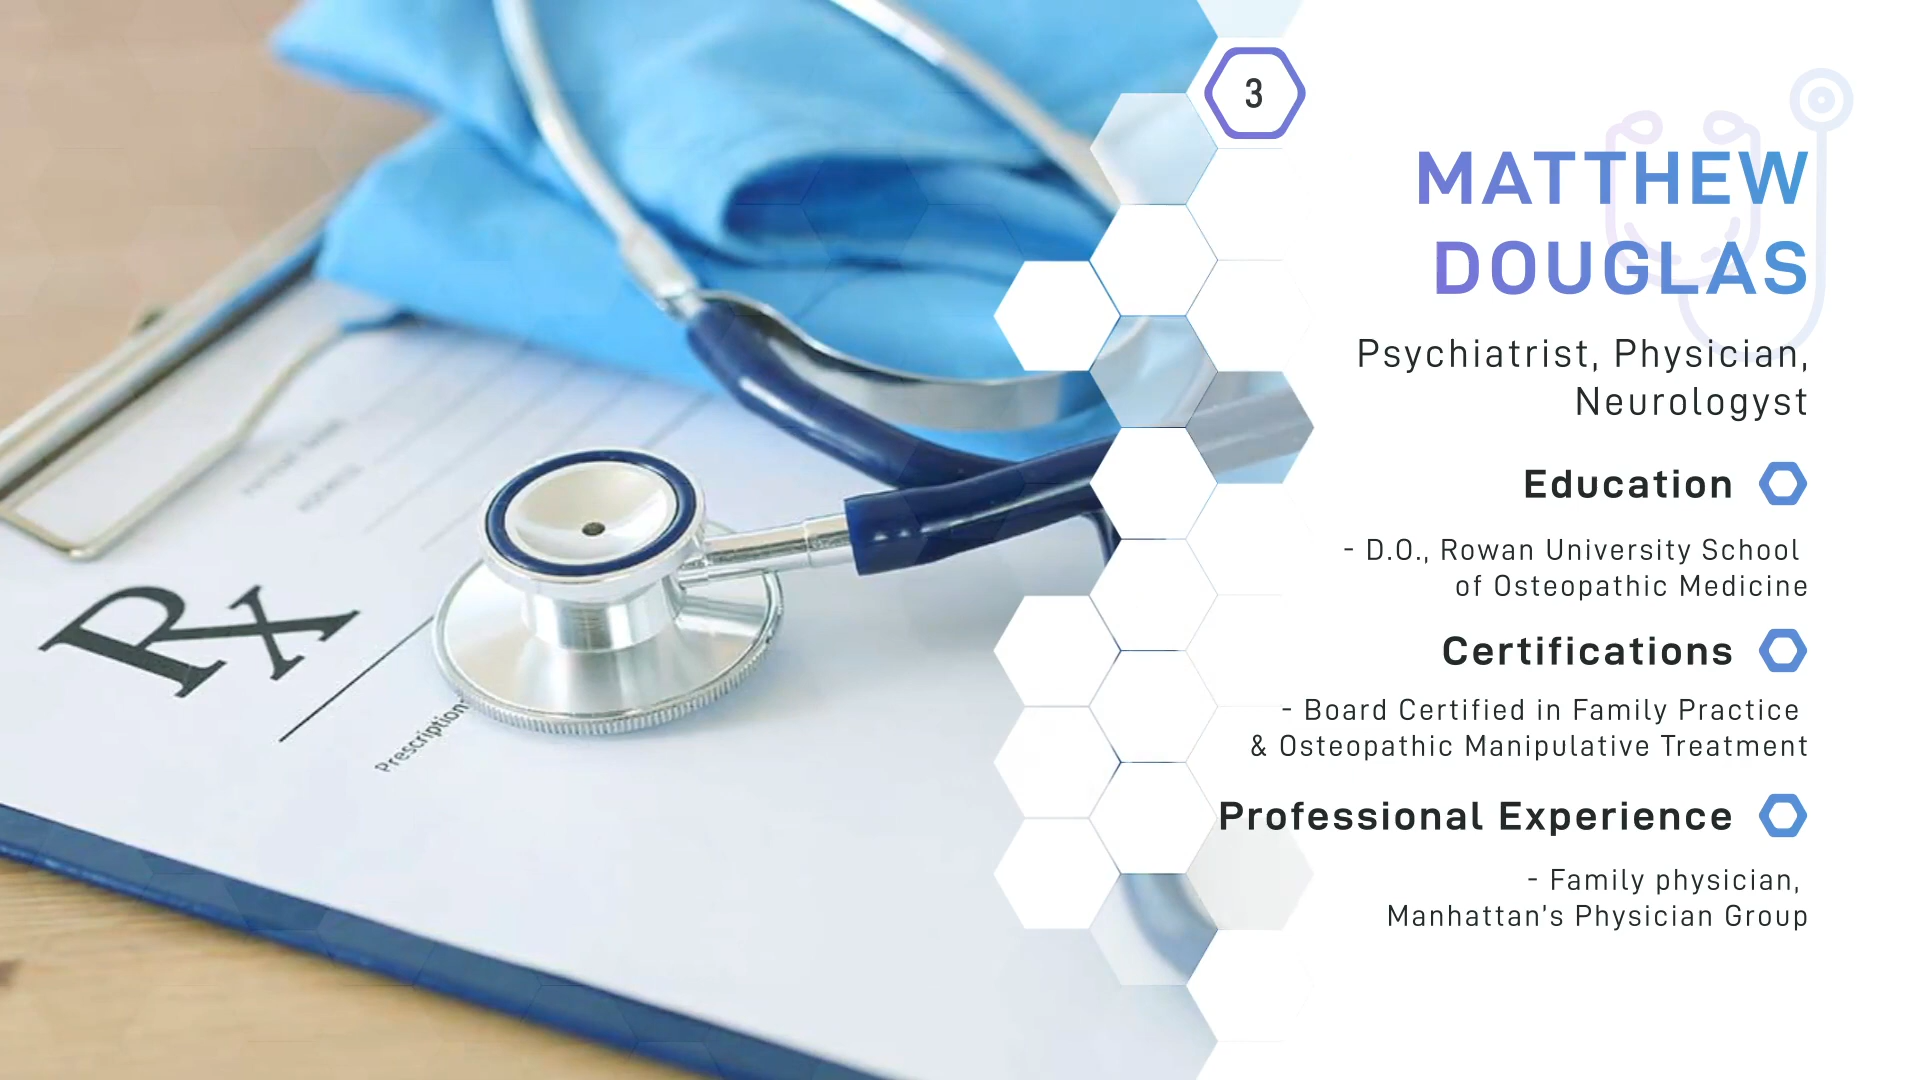 3
MATTHEW
DOUGLAS
Psychiatrist, Physician,
Neurologyst
Education
- D.O., Rowan University School
of Osteopathic Medicine
Certifications
- Board Certified in Family Practice
& Osteopathic Manipulative Treatment
Professional Experience
- Family physician,
Manhattan's Physician Group
Rx
Prescription